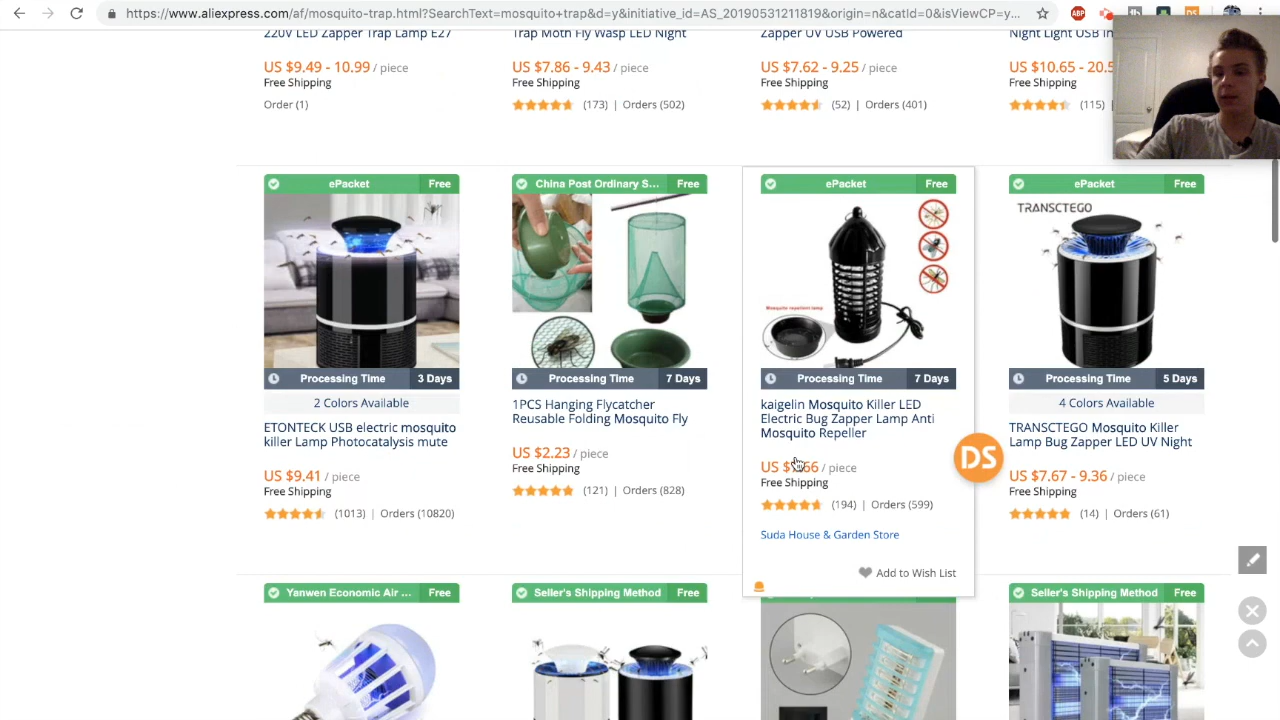 https://www.aliexpress.com/af/mosquito-trap.html?SearchText=mosquito+trap&d=y&initiative_id=AS_20190531211819&origin=n&catId=0&isViewCP=y...
ABP
DS
220V LED Zapper Trap Lamp E27
US $9.49 - 10.99 / piece
Free Shipping
Order (1)
Trap Moth Fly Wasp LED Night
US $7.86 - 9.43 / piece
Free Shipping
(173) | Orders (502)
Zapper UV USB Powered
US $7.62 - 9.25 / piece
Free Shipping
(52) | Orders (401)
Night Light USB
US $10.65 -
Free Shipping
(115)
ePacket Free
Processing Time 3 Days
2 Colors Available
ETONTECK USB electric mosquito
killer Lamp Photocatalysis mute
US $9.41 / piece
Free Shipping
(1013) | Orders (10820)
China Post Ordinary S... Free
Processing Time 7 Days
1PCS Hanging Flycatcher
Reusable Folding Mosquito Fly
US $2.23 / piece
Free Shipping
(121) | Orders (828)
ePacket Free
Mosquito repellent lamp
Processing Time 7 Days
kaigelin Mosquito Killer LED
Electric Bug Zapper Lamp Anti
Mosquito Repeller
US $ 66 / piece
Free Shipping
(194) | Orders (599)
Suda House & Garden Store
Add to Wish List
DS
ePacket Free
TRANSCTEGO
Processing Time 5 Days
4 Colors Available
TRANSCTEGO Mosquito Killer
Lamp Bug Zapper LED UV Night
US $7.67 - 9.36 / piece
Free Shipping
(14) | Orders (61)
Yanwen Economic Air ... Free
Seller's Shipping Method Free
Free
Seller's Shipping Method Free